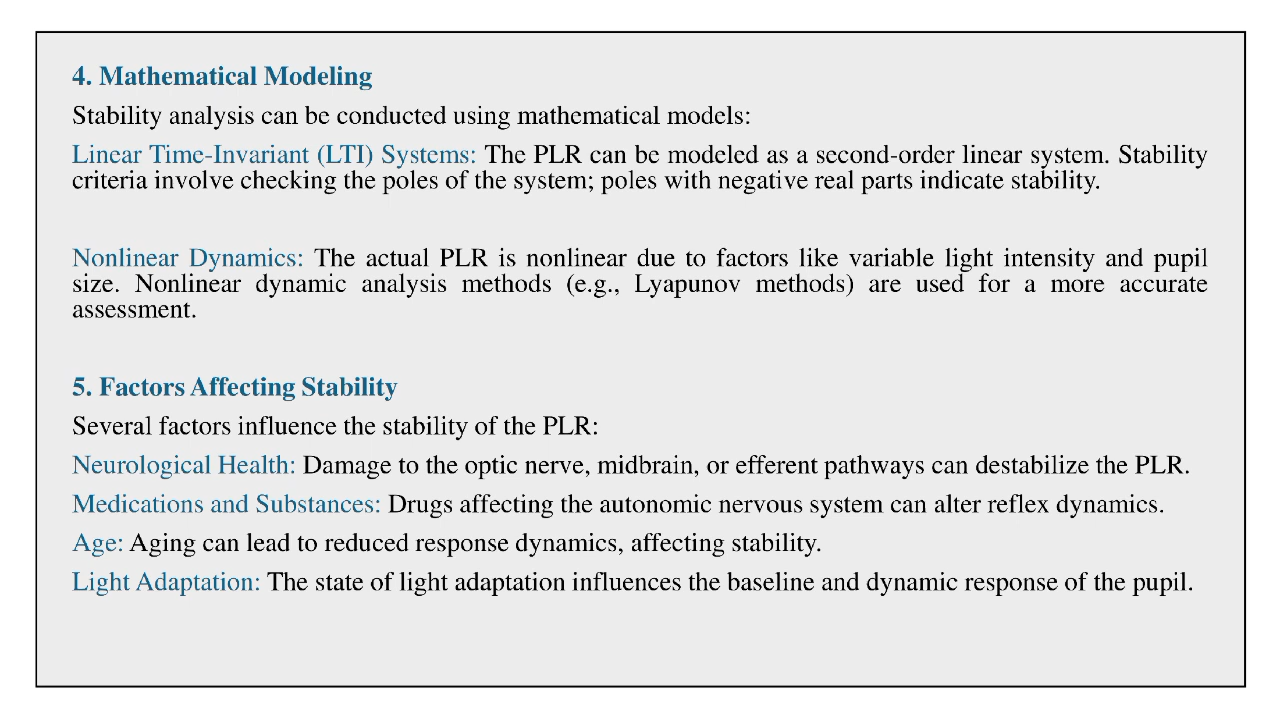 4. Mathematical Modeling
Stability analysis can be conducted using mathematical models:
Linear Time-Invariant (LTI) Systems: The PLR can be modeled as a second-order linear system. Stability
criteria involve checking the poles of the system; poles with negative real parts indicate stability.
Nonlinear Dynamics: The actual PLR is nonlinear due to factors like variable light intensity and pupil
size. Nonlinear dynamic analysis methods (e.g., Lyapunov methods) are used for a more accurate
assessment.
5. Factors Affecting Stability
Several factors influence the stability of the PLR:
Neurological Health: Damage to the optic nerve, midbrain, or efferent pathways can destabilize the PLR.
Medications and Substances: Drugs affecting the autonomic nervous system can alter reflex dynamics.
Age: Aging can lead to reduced response dynamics, affecting stability.
Light Adaptation: The state of light adaptation influences the baseline and dynamic response of the pupil.